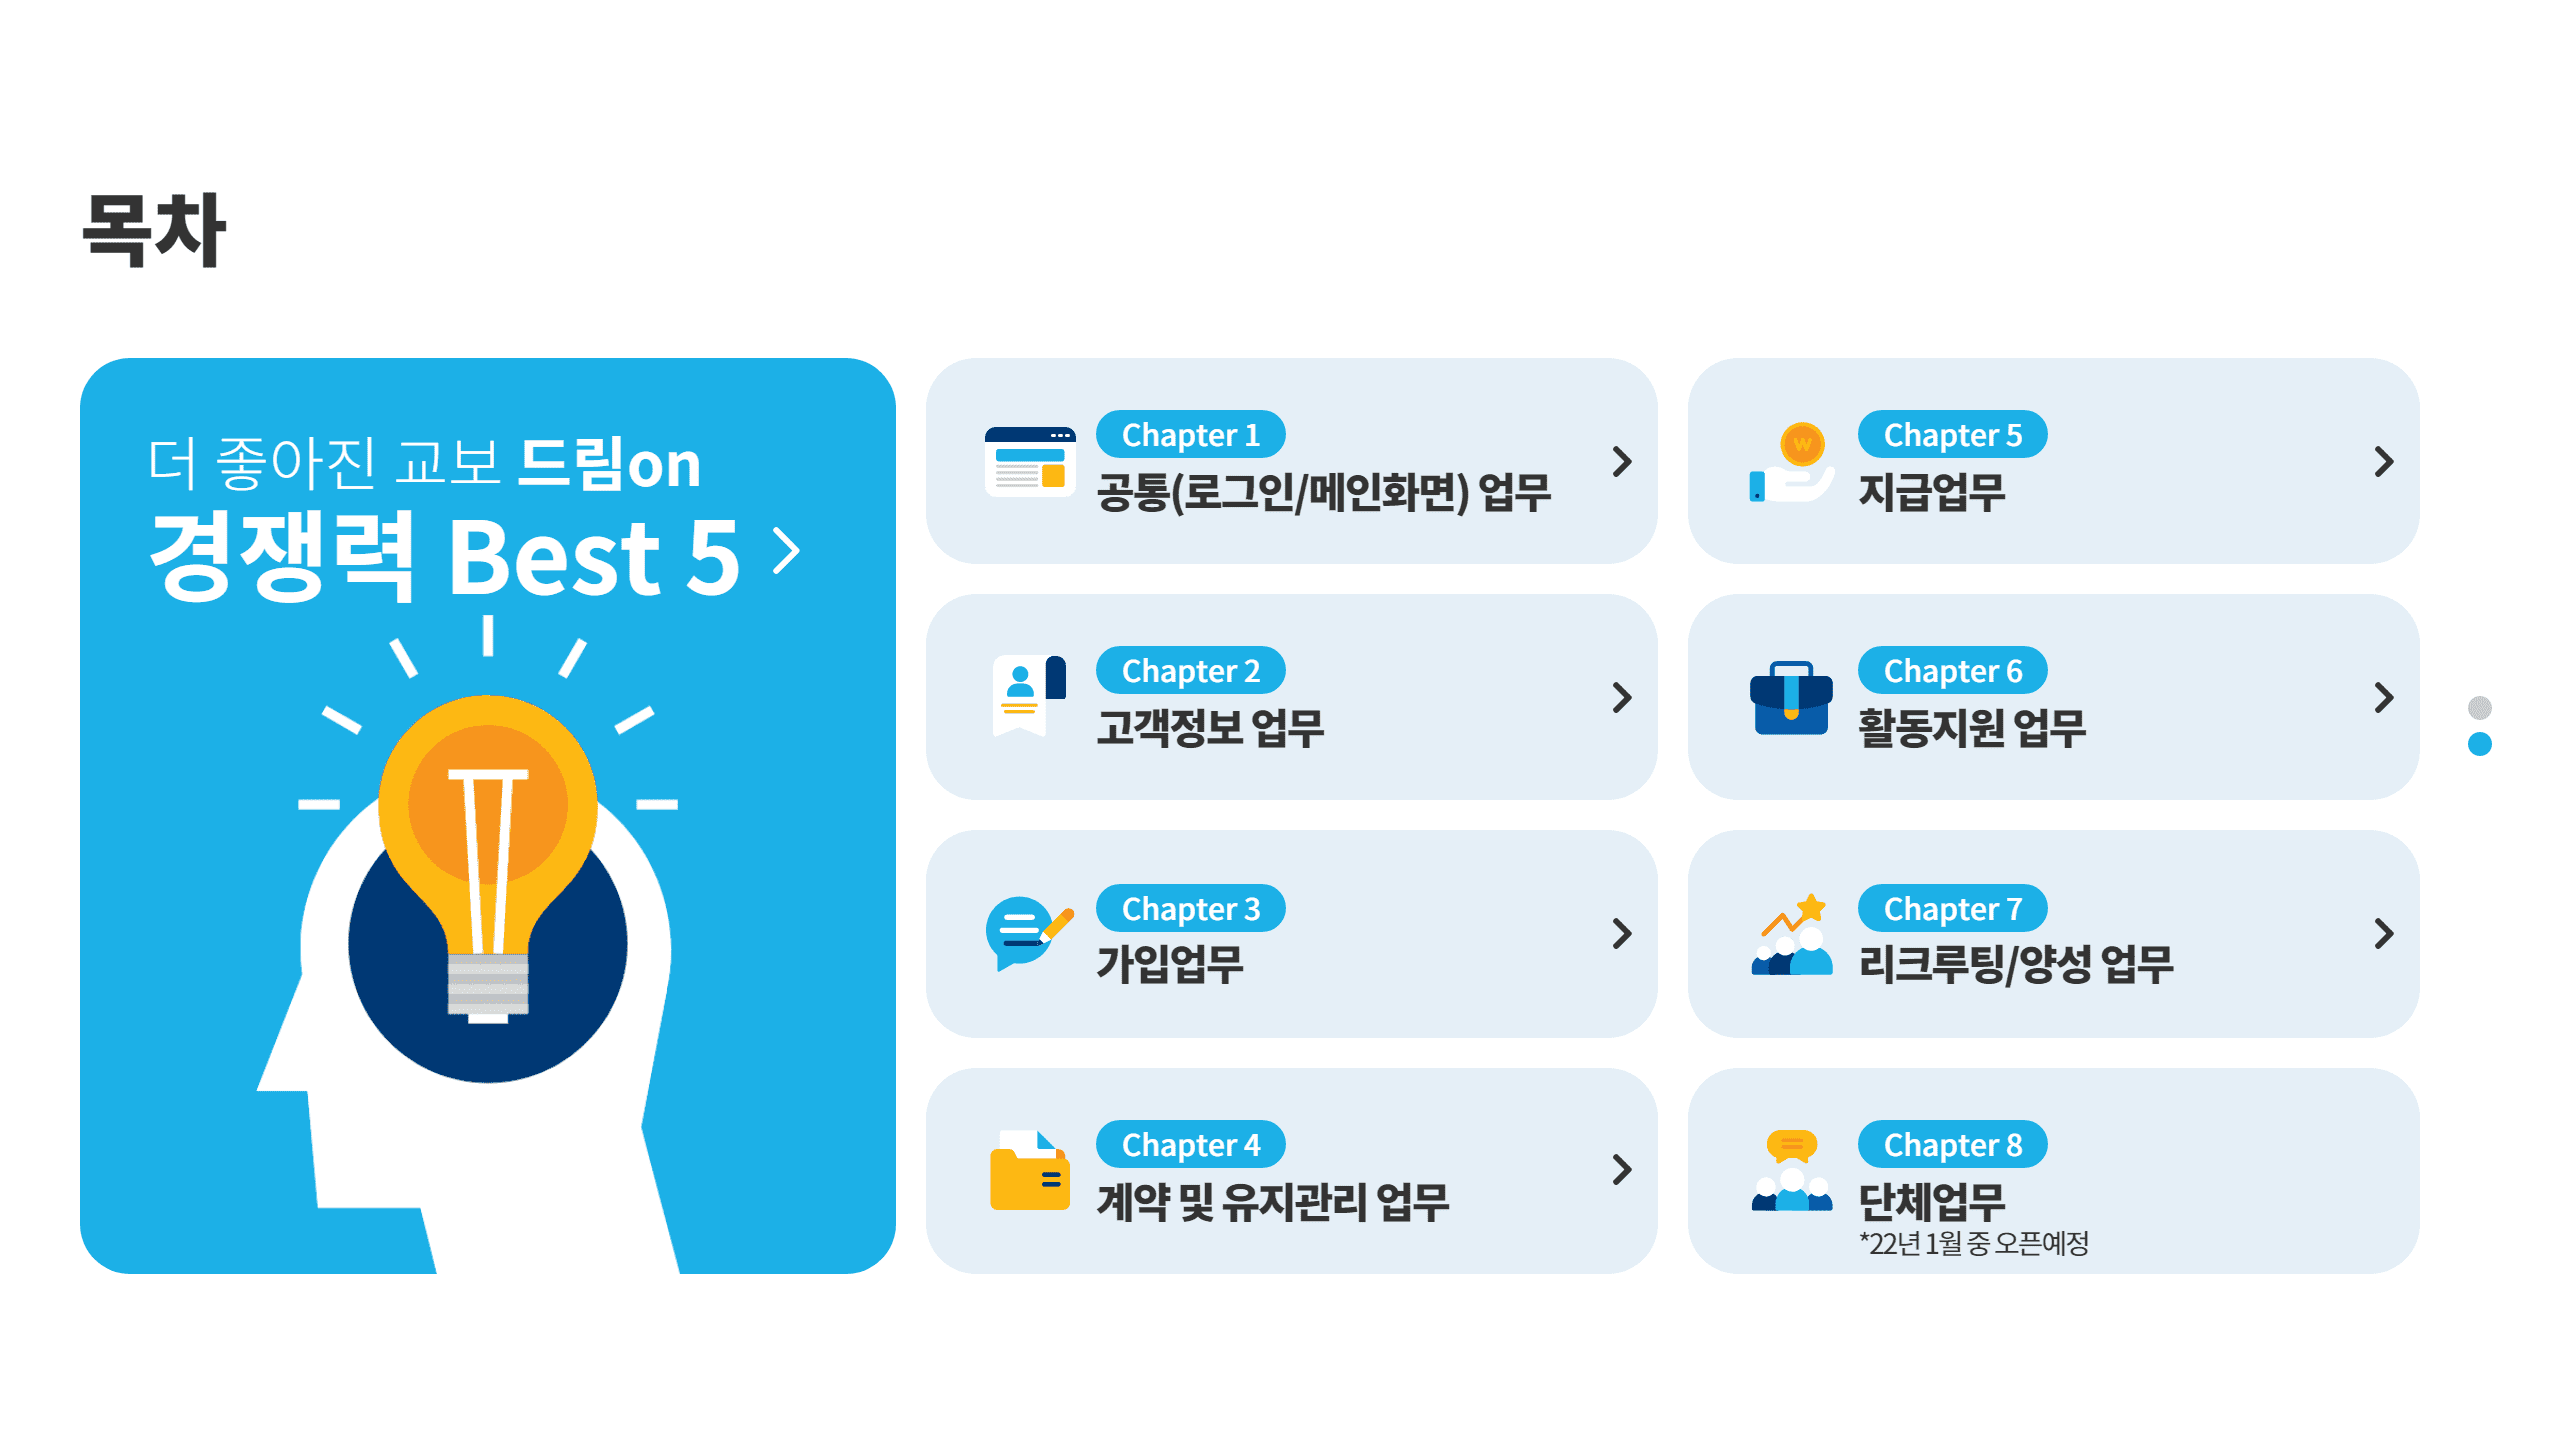 목차
더 좋아진 교보 드림on
경쟁력 Best 5
Chapter 1
공통(로그인/메인화면) 업무
Chapter 2
고객정보 업무
Chapter 3
가입업무
Chapter 4
계약 및 유지관리 업무
Chapter 5
지급업무
Chapter 6
활동지원 업무
Chapter 7
리크루팅/양성 업무
Chapter 8
단체업무
*22년 1월 중 오픈예정